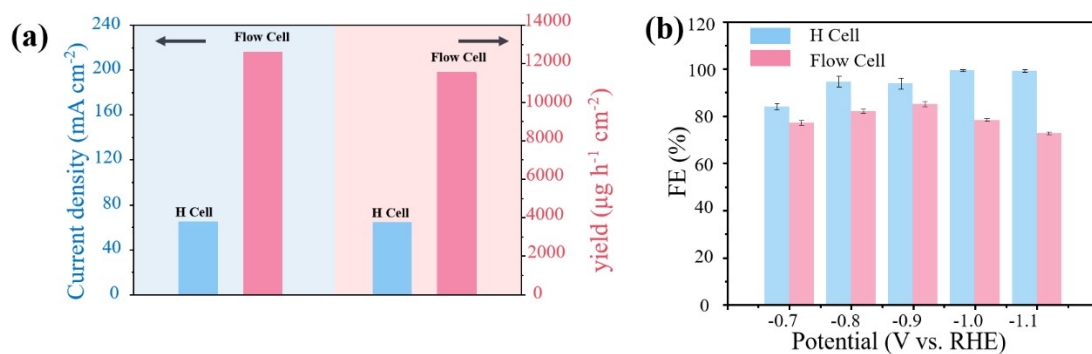 (a)
Current density (mA cm⁻²)
240
200
160
120
80
40
0
H Cell
Flow Cell
H Cell
Flow Cell
14000
12000
10000
8000
6000
4000
2000
0
yield (µg h⁻¹ cm⁻²)
(b)
H Cell
Flow Cell
FE (%)
120
100
80
60
40
20
0
-0.7 -0.8 -0.9 -1.0 -1.1
Potential (V vs. RHE)